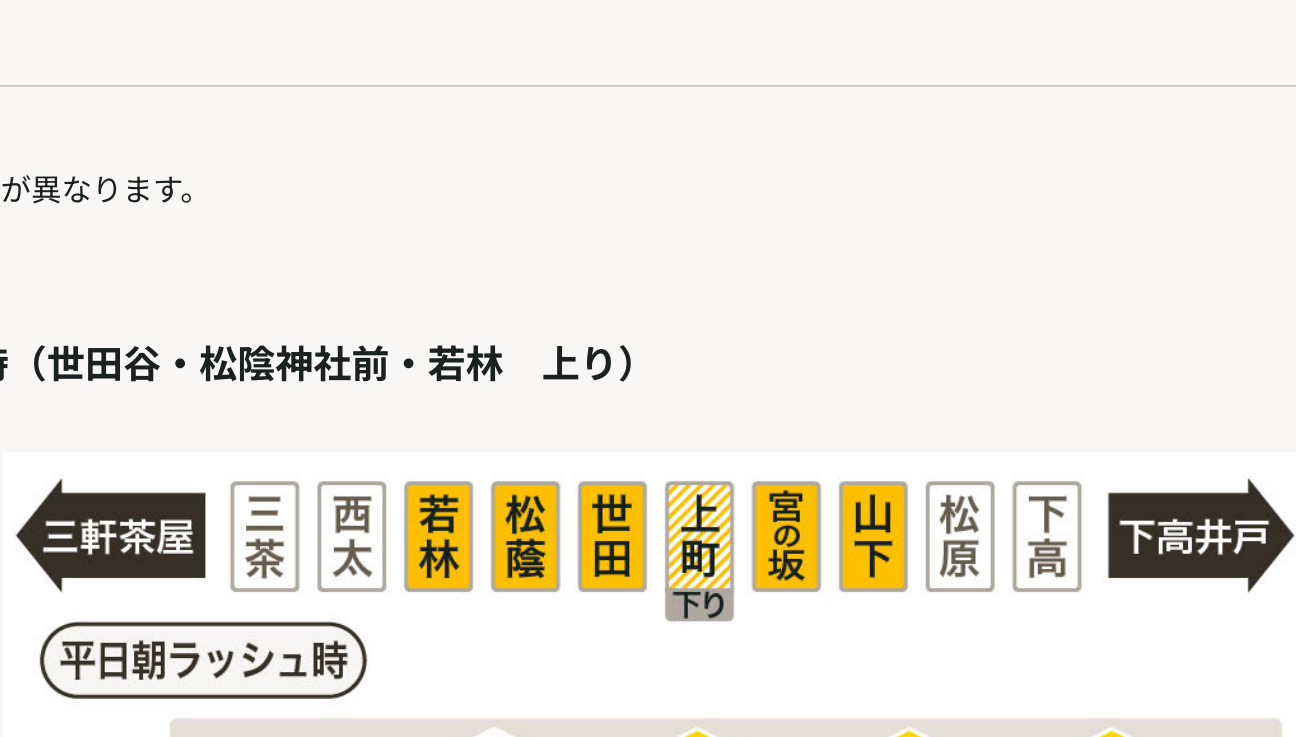 が異なります。
（世田谷・松陰神社前・若林　上り）
三軒茶屋
三茶
西太
若林
松蔭
世田
上町
下り
宮の坂
山下
松原
下高
下高井戸
平日朝ラッシュ時